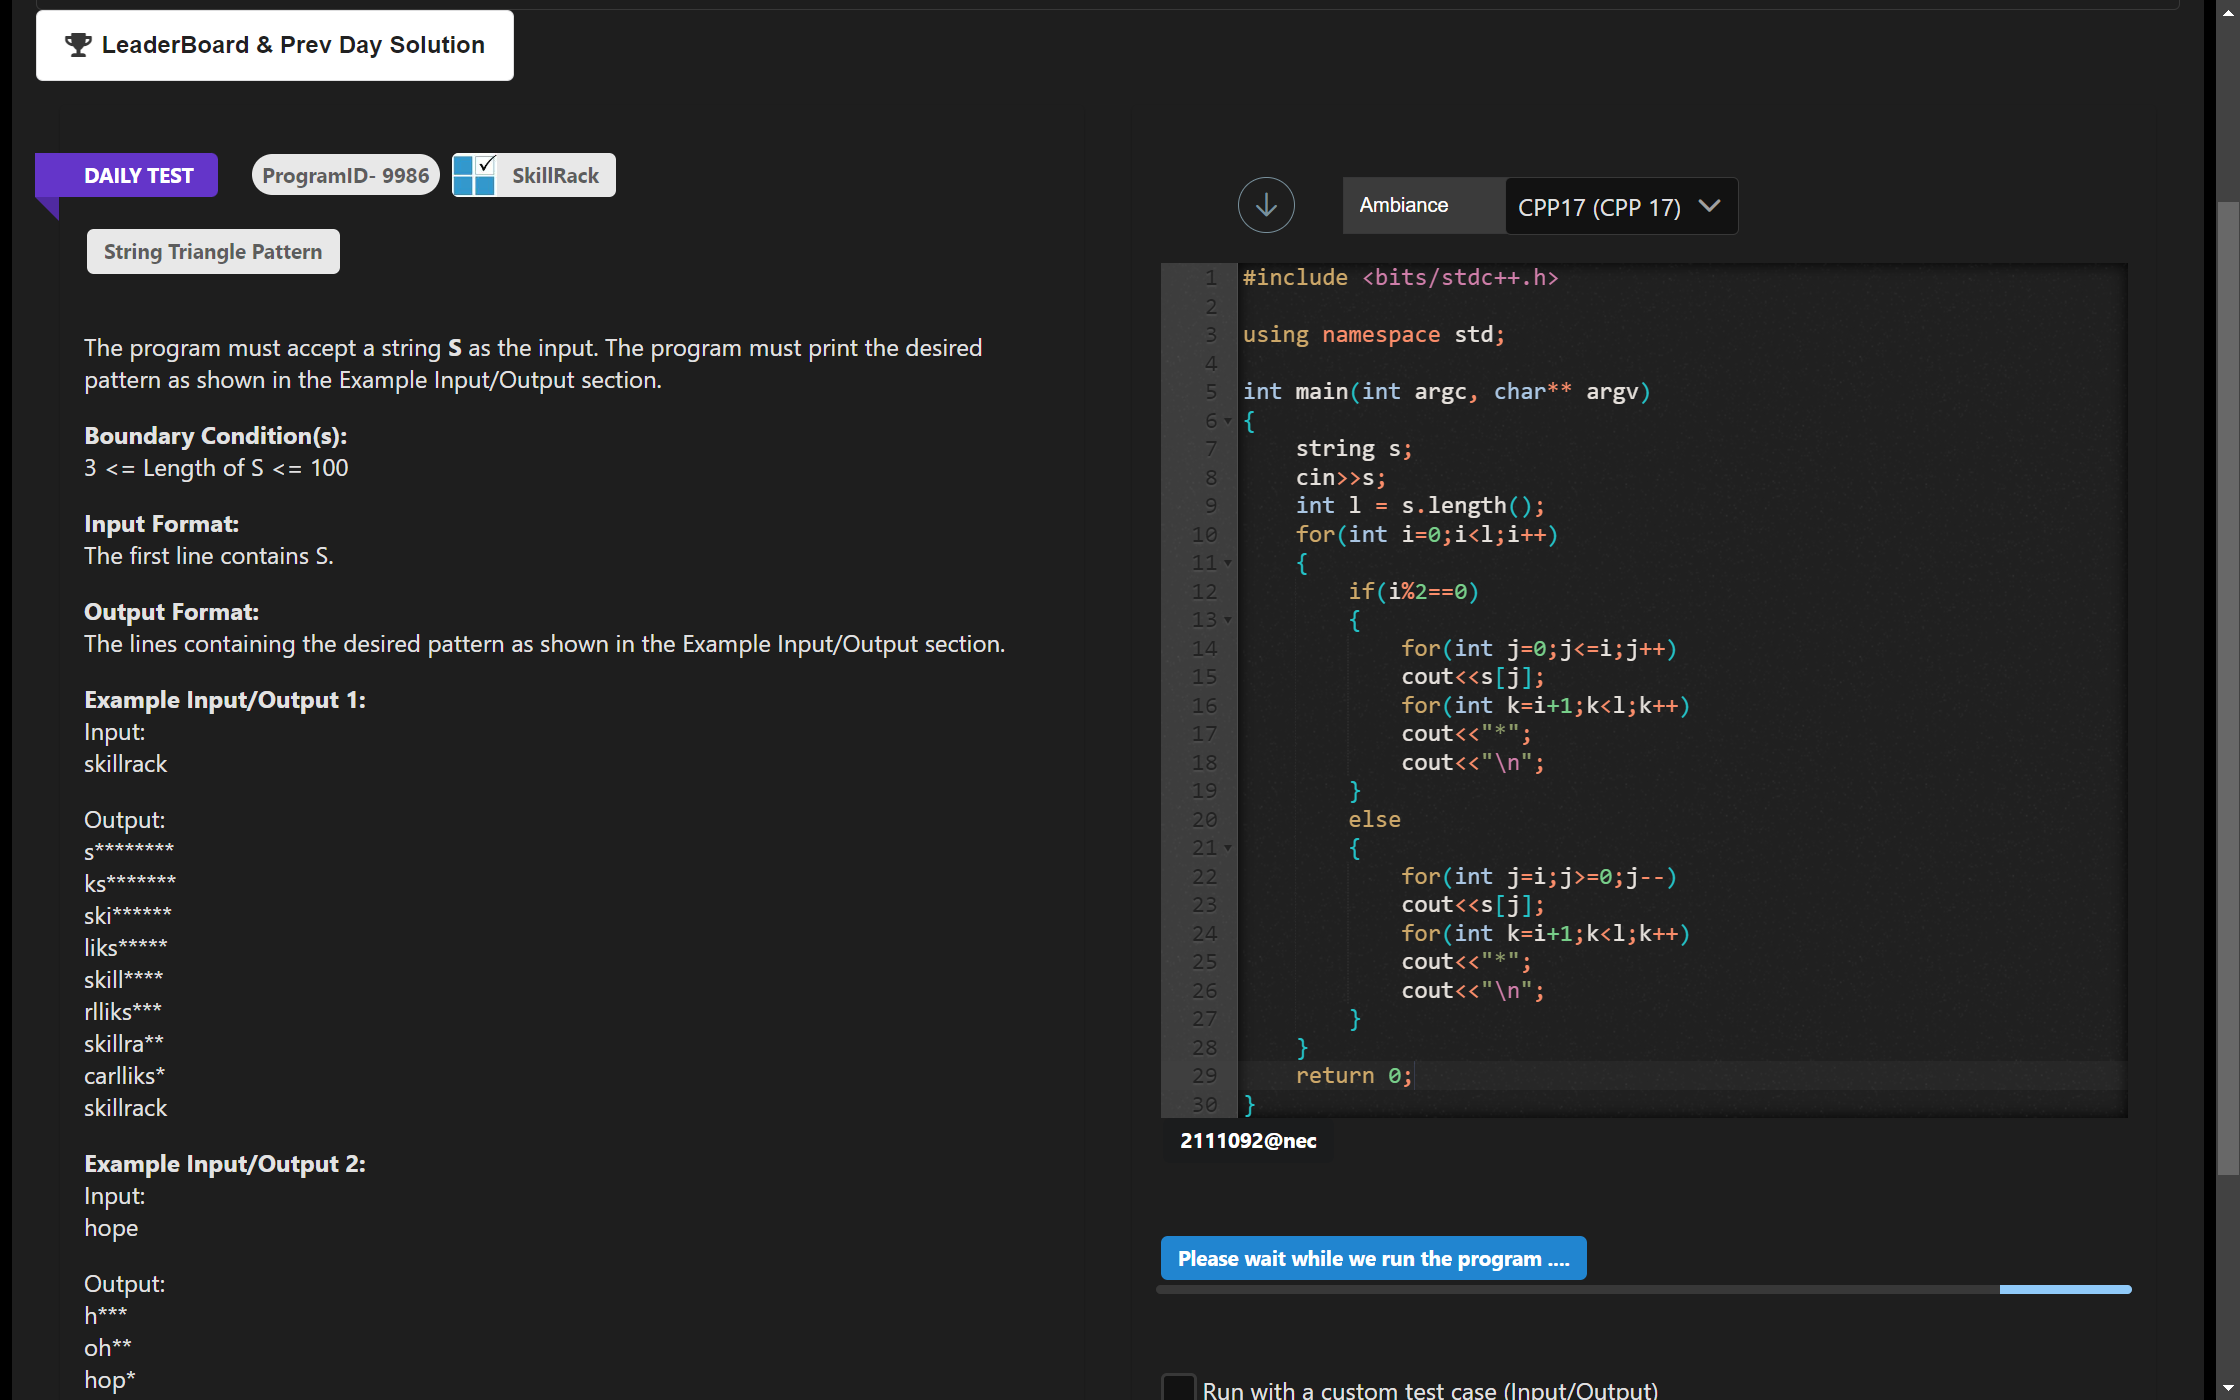 LeaderBoard & Prev Day Solution
DAILY TEST
ProgramID- 9986
SkillRack
String Triangle Pattern
The program must accept a string S as the input. The program must print the desired
pattern as shown in the Example Input/Output section.
Boundary Condition(s):
3 <= Length of S <= 100
Input Format:
The first line contains S.
Output Format:
The lines containing the desired pattern as shown in the Example Input/Output section.
Example Input/Output 1:
Input:
skillrack
Output:
s********
ks*******
ski******
liks*****
skill****
rlliks***
skillra**
carlliks*
skillrack
Example Input/Output 2:
Input:
hope
Output:
h***
oh**
hop*
Ambiance
CPP17 (CPP 17)
1 #include <bits/stdc++.h>
2
3 using namespace std;
4
5 int main(int argc, char** argv)
6 {
7 string s;
8 cin>>s;
9 int l = s.length();
10 for(int i=0;i<l;i++)
11 {
12 if(i%2==0)
13 {
14 for(int j=0;j<=i;j++)
15 cout<<s[j];
16 for(int k=i+1;k<l;k++)
17 cout<<"*";
18 cout<<"\n";
19 }
20 else
21 {
22 for(int j=i;j>=0;j--)
23 cout<<s[j];
24 for(int k=i+1;k<l;k++)
25 cout<<"*";
26 cout<<"\n";
27 }
28 }
29 return 0;
30 }
2111092@nec
Please wait while we run the program ....
Run with a custom test case (Input/Output)